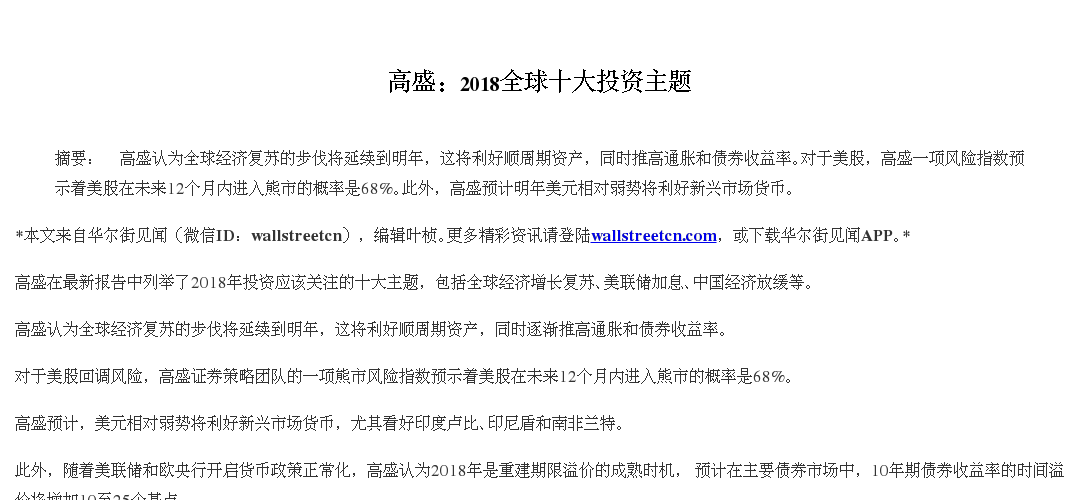 高盛：2018全球十大投资主题
摘要： 高盛认为全球经济复苏的步伐将延续到明年，这将利好顺周期资产，同时推高通胀和债券收益率。对于美股，高盛一项风险指数预
示着美股在未来12个月内进入熊市的概率是68%。此外，高盛预计明年美元相对弱势将利好新兴市场货币。
*本文来自华尔街见闻（微信ID：wallstreetcn），编辑叶桢。更多精彩资讯请登陆wallstreetcn.com，或下载华尔街见闻APP。*
高盛在最新报告中列举了2018年投资应该关注的十大主题，包括全球经济增长复苏、美联储加息、中国经济放缓等。
高盛认为全球经济复苏的步伐将延续到明年，这将利好顺周期资产，同时逐渐推高通胀和债券收益率。
对于美股回调风险，高盛证券策略团队的一项熊市风险指数预示着美股在未来12个月内进入熊市的概率是68%。
高盛预计，美元相对弱势将利好新兴市场货币，尤其看好印度卢比、印尼盾和南非兰特。
此外，随着美联储和欧央行开启货币政策正常化，高盛认为2018年是重建期限溢价的成熟时机， 预计在主要债券市场中，10年期债券收益率的时间溢
价将增加10至25个基点